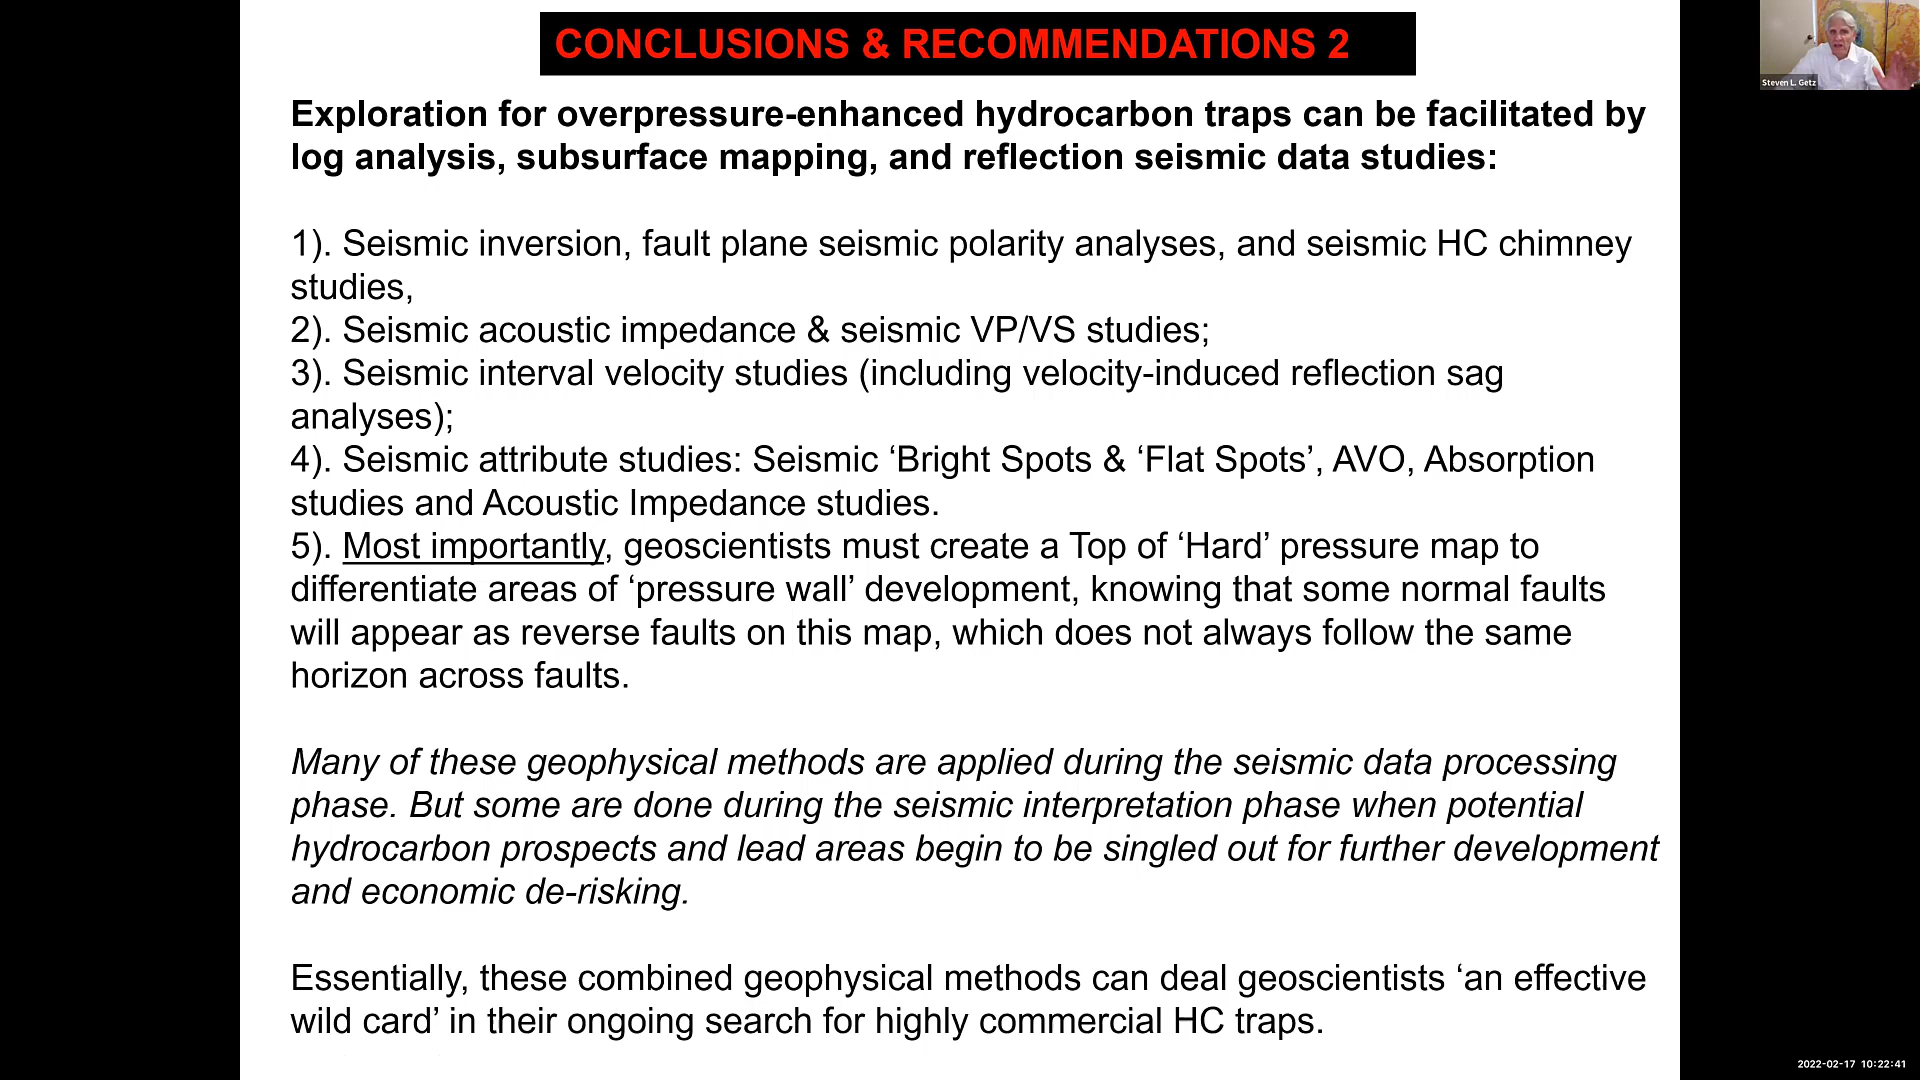 CONCLUSIONS & RECOMMENDATIONS 2
Steven L. Getz
Exploration for overpressure-enhanced hydrocarbon traps can be facilitated by
log analysis, subsurface mapping, and reflection seismic data studies:
1). Seismic inversion, fault plane seismic polarity analyses, and seismic HC chimney
studies,
2). Seismic acoustic impedance & seismic VP/VS studies;
3). Seismic interval velocity studies (including velocity-induced reflection sag
analyses);
4). Seismic attribute studies: Seismic ‘Bright Spots & ‘Flat Spots’, AVO, Absorption
studies and Acoustic Impedance studies.
5). Most importantly, geoscientists must create a Top of ‘Hard’ pressure map to
differentiate areas of ‘pressure wall’ development, knowing that some normal faults
will appear as reverse faults on this map, which does not always follow the same
horizon across faults.
Many of these geophysical methods are applied during the seismic data processing
phase. But some are done during the seismic interpretation phase when potential
hydrocarbon prospects and lead areas begin to be singled out for further development
and economic de-risking.
Essentially, these combined geophysical methods can deal geoscientists ‘an effective
wild card’ in their ongoing search for highly commercial HC traps.
2022-02-17 10:22:41